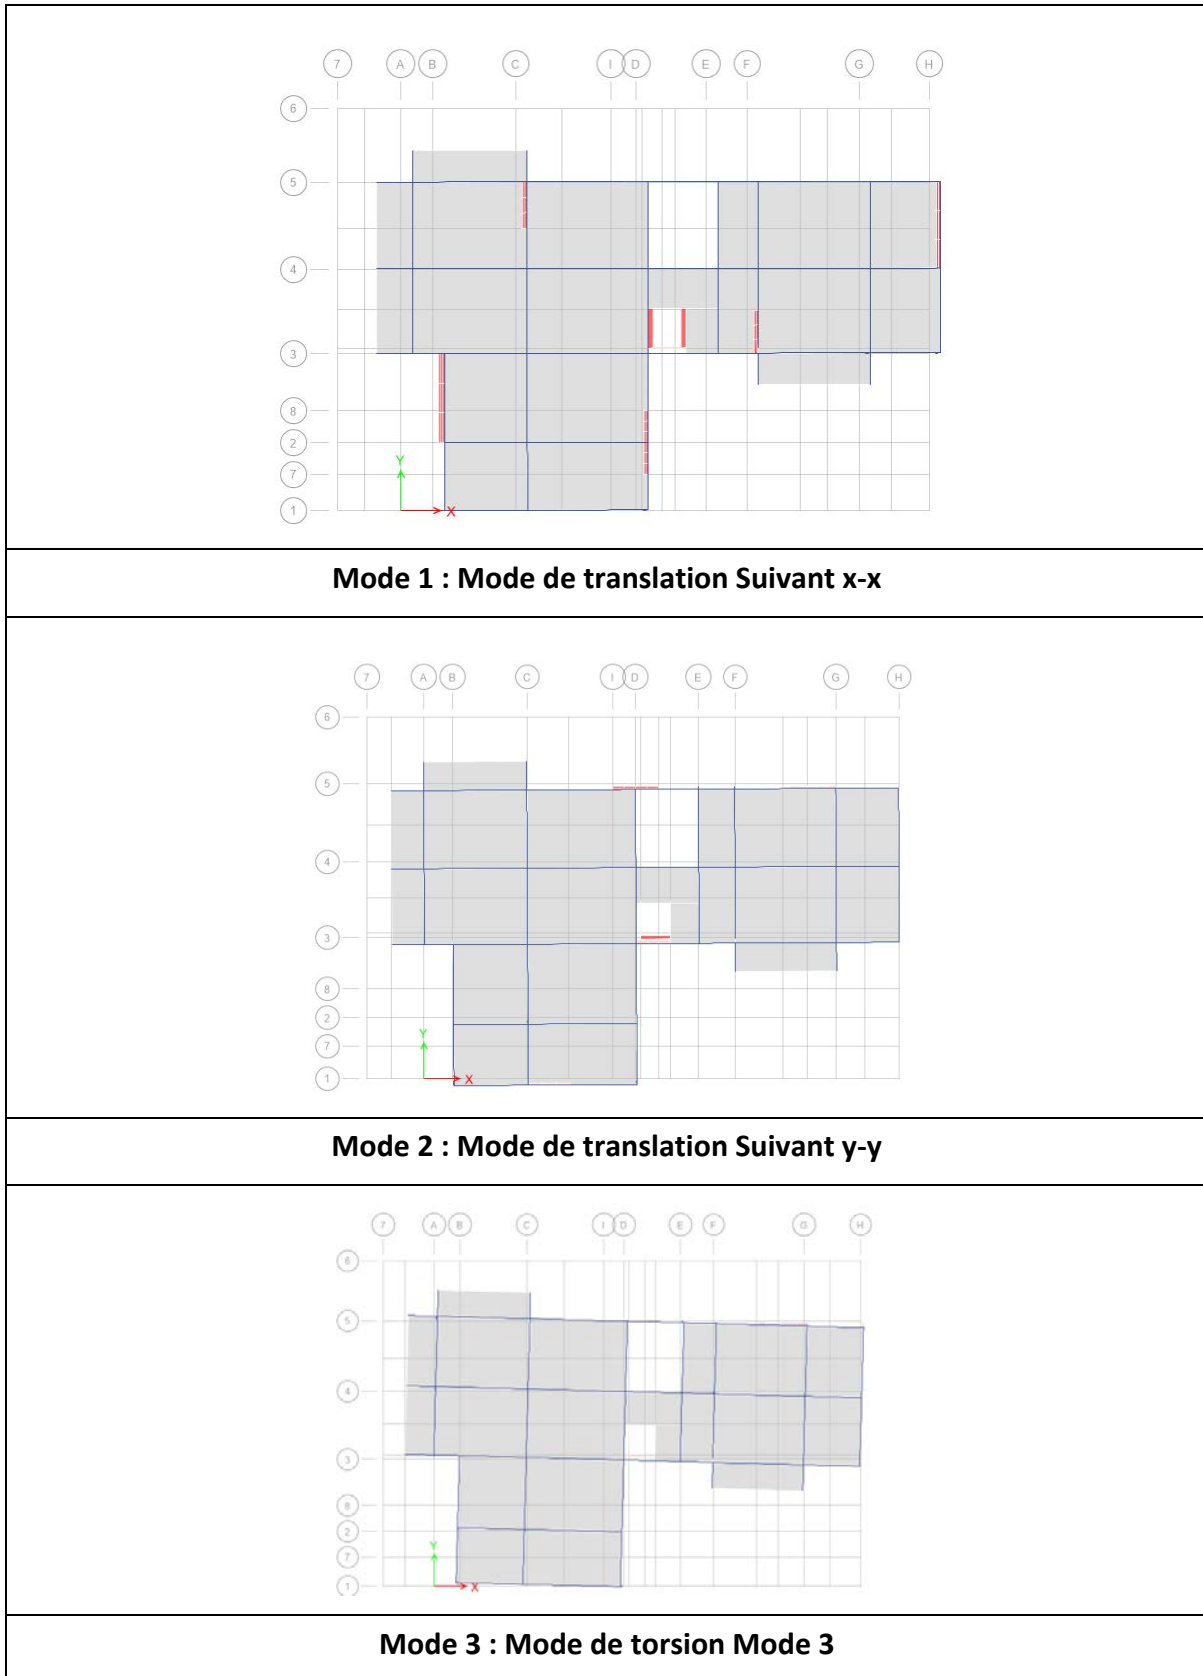 7 A B C I D E F G H
6
5
4
3
8
2
7
1
Y
X
Mode 1 : Mode de translation Suivant x-x
7 A B C I D E F G H
6
5
4
3
8
2
7
1
Y
X
Mode 2 : Mode de translation Suivant y-y
7 A B C I D E F G H
6
5
4
3
8
2
7
1
Y
X
Mode 3 : Mode de torsion Mode 3